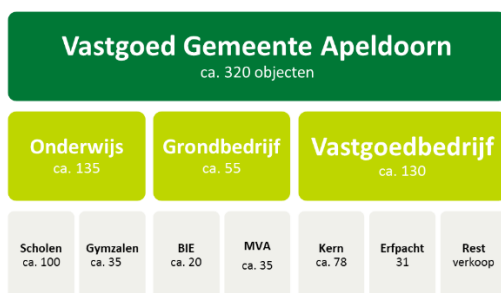 Vastgoed Gemeente Apeldoorn
ca. 320 objecten
Onderwijs
ca. 135
Grondbedrijf
ca. 55
Vastgoedbedrijf
ca. 130
Scholen
ca. 100
Gymzalen
ca. 35
BIE
ca. 20
MVA
ca. 35
Kern
ca. 78
Erfpacht
31
Rest
verkoop